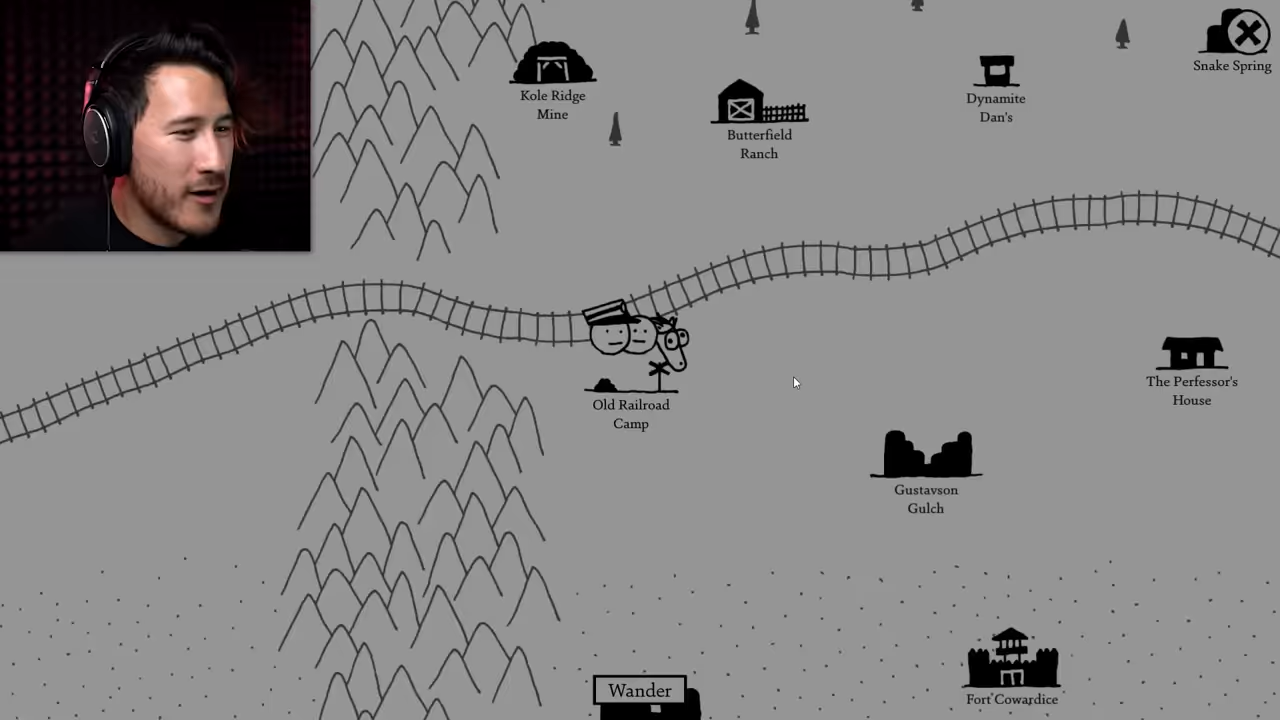 Snake Spring
Kole Ridge
Mine
Dynamite
Dan's
Butterfield
Ranch
The Perfessor's
House
Old Railroad
Camp
Gustavson
Gulch
Wander
Fort Cowardice